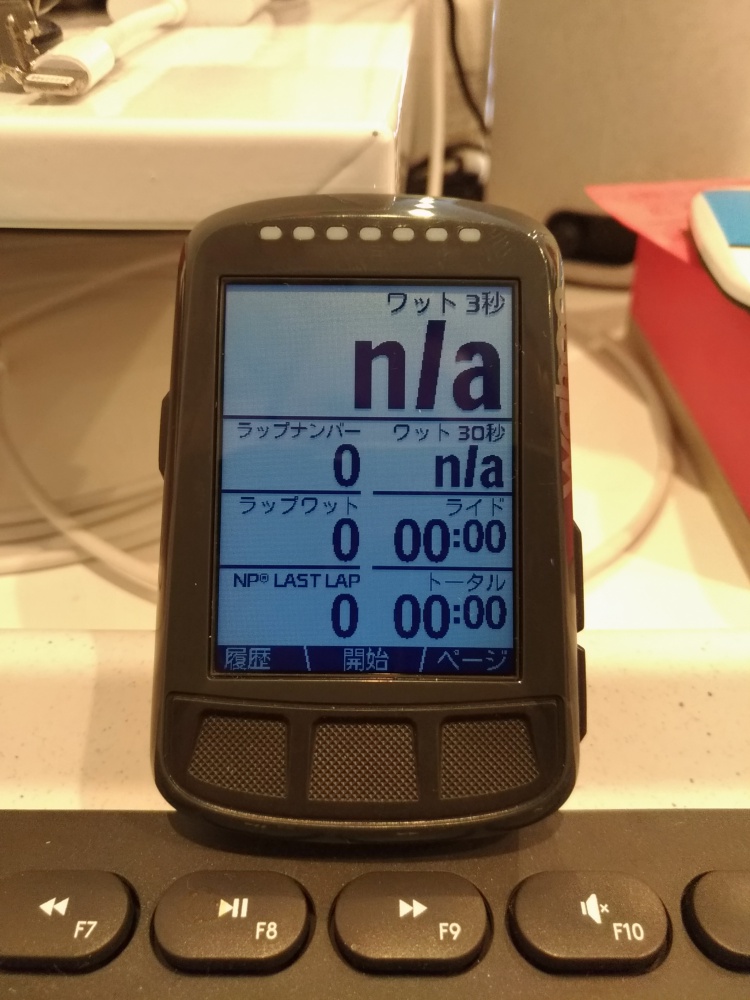 ワット 3秒
n/a
ラップナンバー ワット 30秒
0 n/a
ラップワット ライド
0 00:00
NP® LAST LAP トータル
0 00:00
履歴 開始 ページ
F7 F8 F9 F10